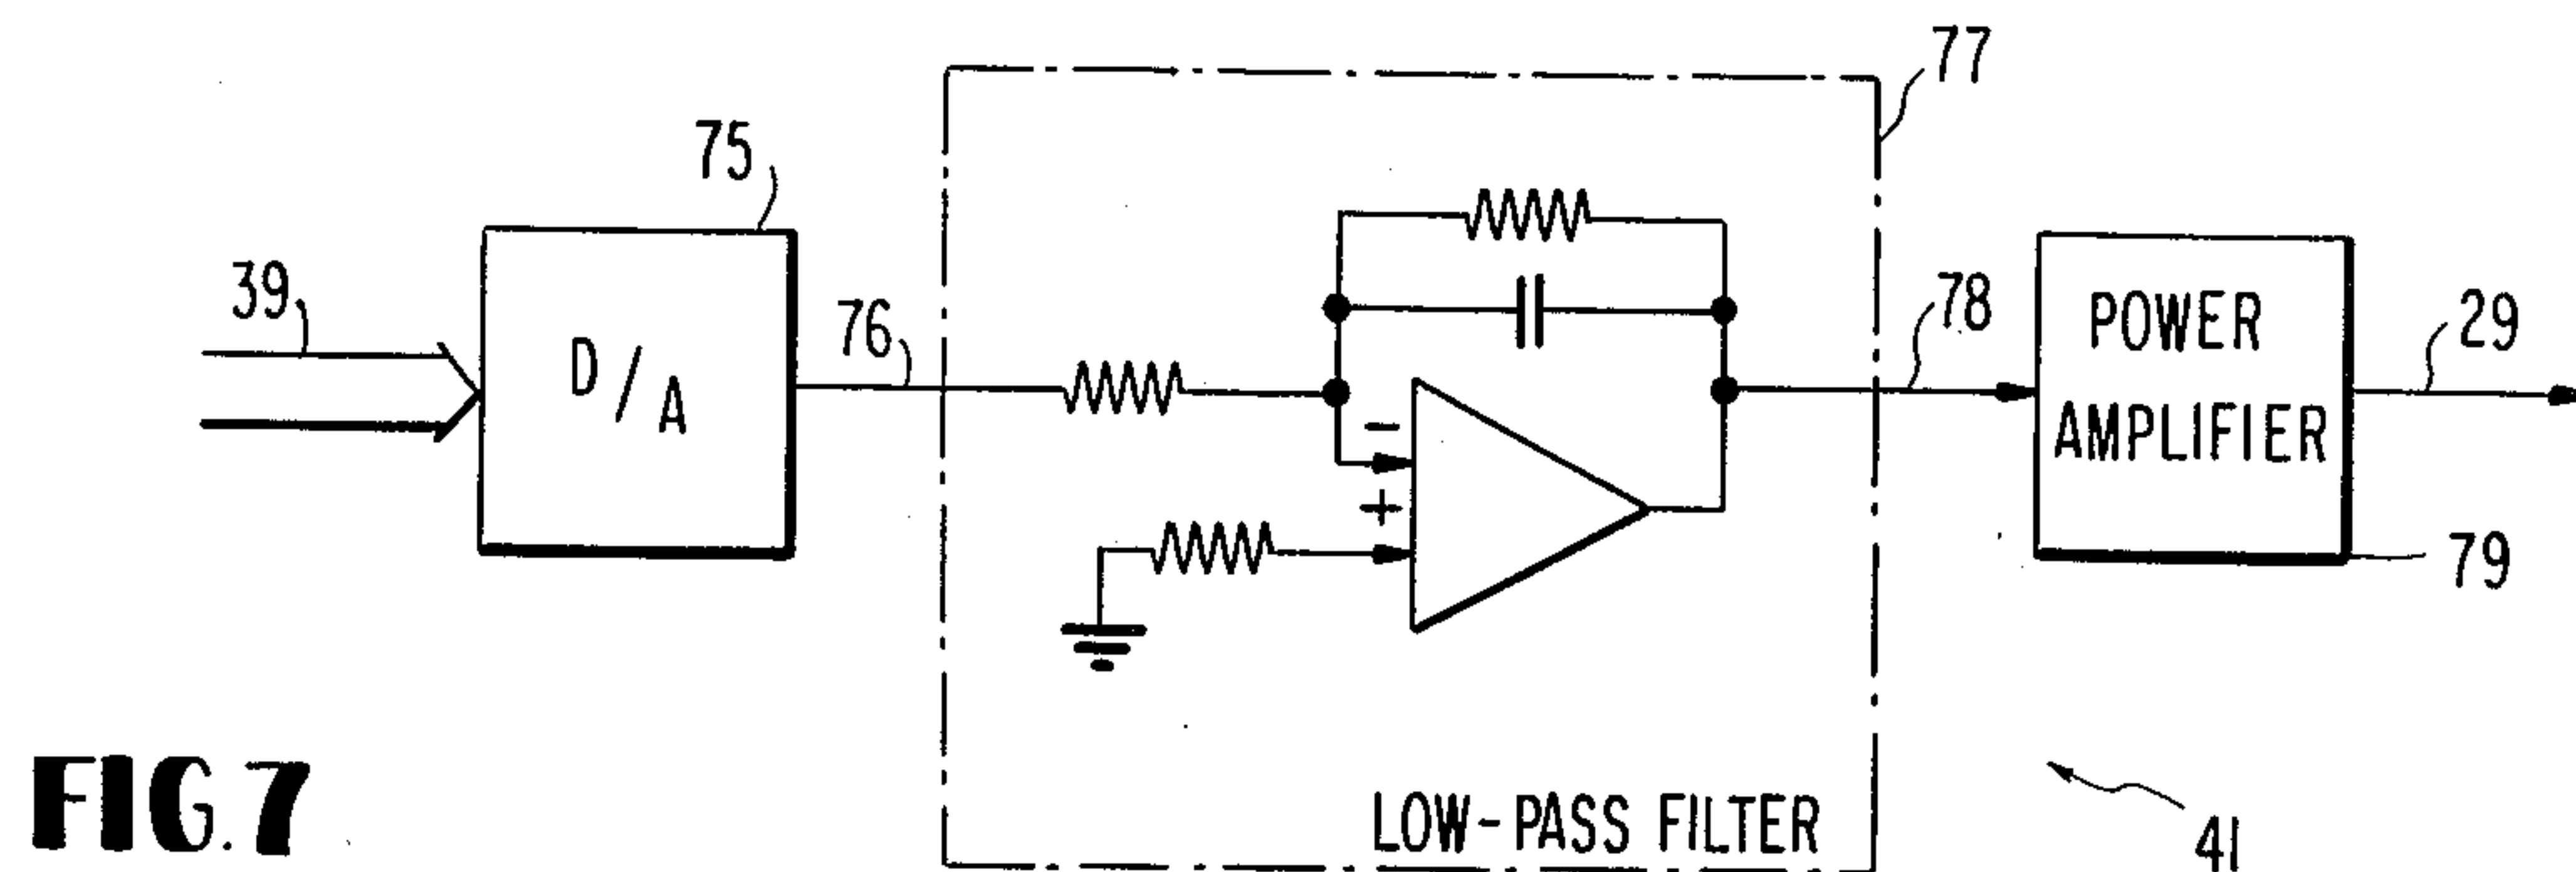 77
75
39
76
D/A
-
+
78
POWER
AMPLIFIER
29
79
LOW-PASS FILTER
41
FIG.7